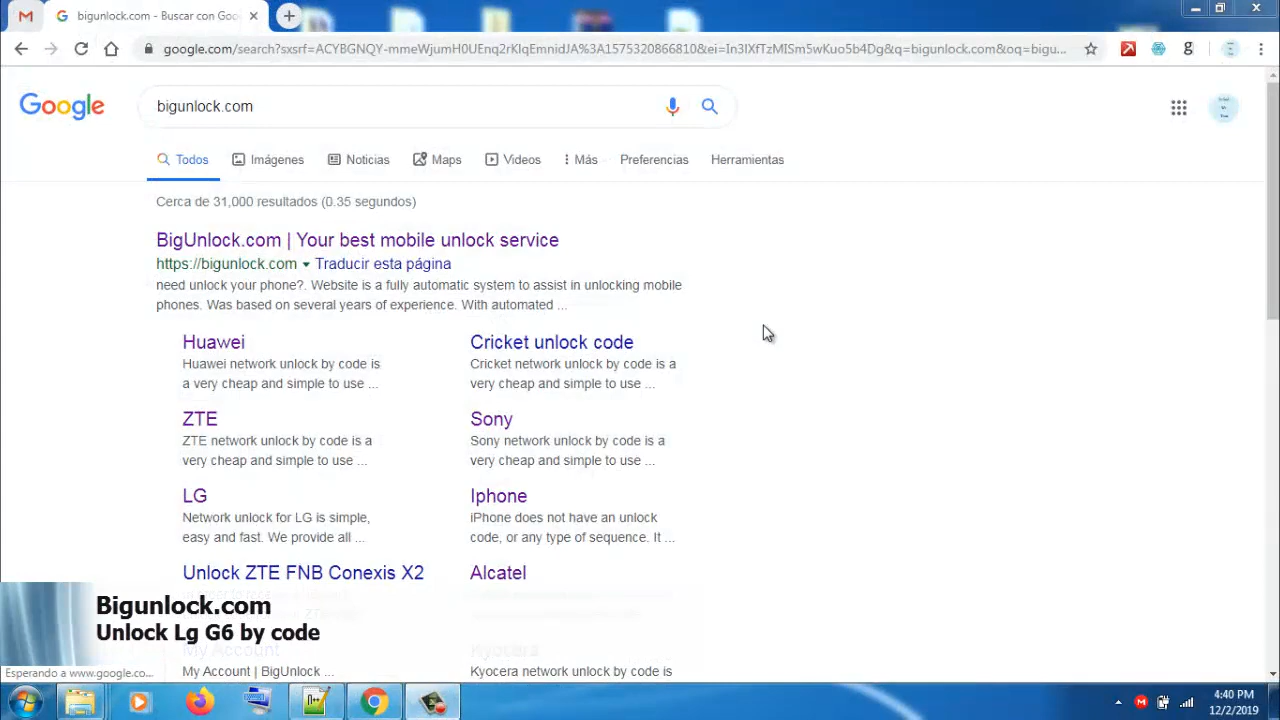 bigunlock.com - Buscar con Goo
google.com/search?sxsrf=ACYBGNQY-mmeWjumH0UEnq2rKlqEmnidJA%3A1575320866810&ei=In3lXfTzMISm5wKuo5b4Dg&q=bigunlock.com&oq=bigu...
Google
bigunlock.com
Todos Imágenes Noticias Maps Videos Más Preferencias Herramientas
Cerca de 31,000 resultados (0.35 segundos)
BigUnlock.com | Your best mobile unlock service
https://bigunlock.com Traducir esta página
need unlock your phone?. Website is a fully automatic system to assist in unlocking mobile
phones. Was based on several years of experience. With automated ...
Huawei
Huawei network unlock by code is
a very cheap and simple to use ...
Cricket unlock code
Cricket network unlock by code is a
very cheap and simple to use ...
ZTE
ZTE network unlock by code is a
very cheap and simple to use ...
Sony
Sony network unlock by code is a
very cheap and simple to use ...
LG
Network unlock for LG is simple,
easy and fast. We provide all ...
Iphone
iPhone does not have an unlock
code, or any type of sequence. It ...
Unlock ZTE FNB Conexis X2
Alcatel
My Account
My Account | BigUnlock ...
Kyocera
Kyocera network unlock by code is
Bigunlock.com
Unlock Lg G6 by code
Esperando a www.google.co...
4:40 PM
12/2/2019